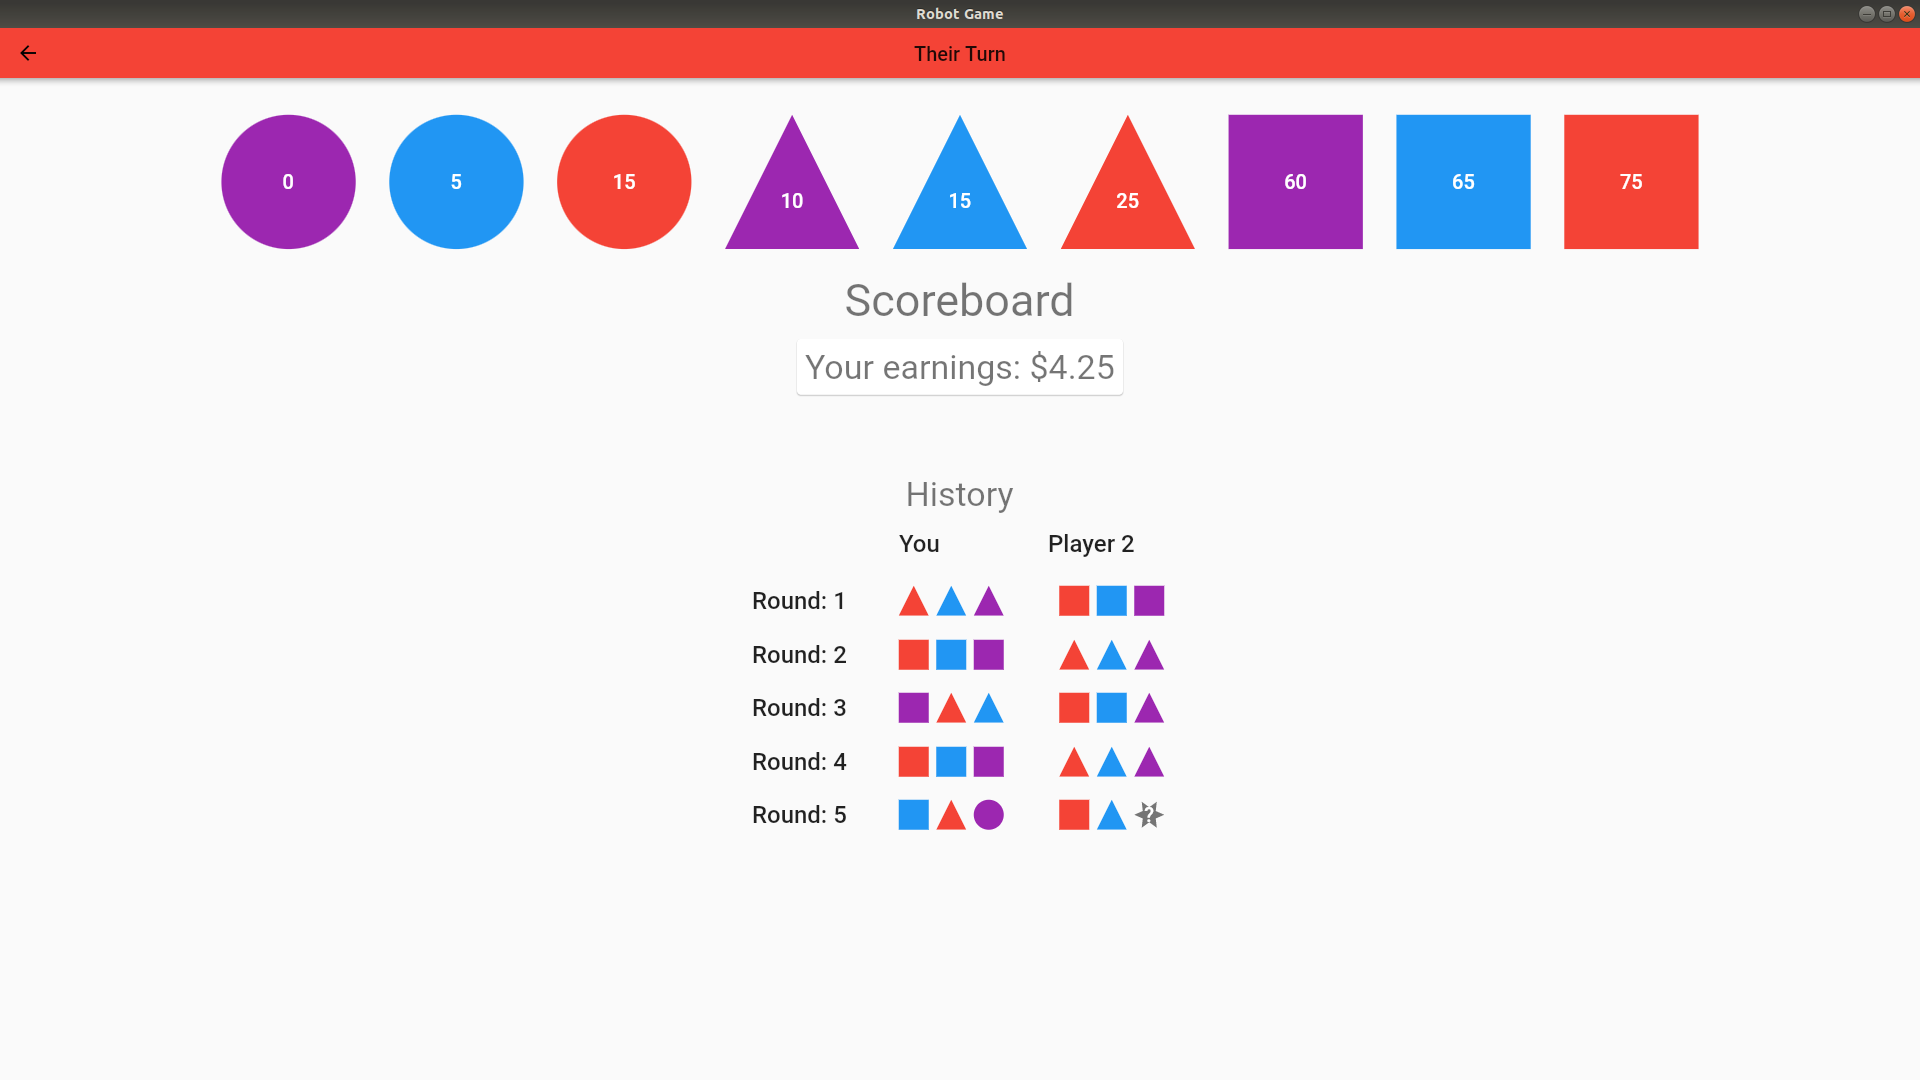 Robot Game
Their Turn
0 5 15 10 15 25 60 65 75
Scoreboard
Your earnings: $4.25
History
You Player 2
Round: 1
Round: 2
Round: 3
Round: 4
Round: 5 ?